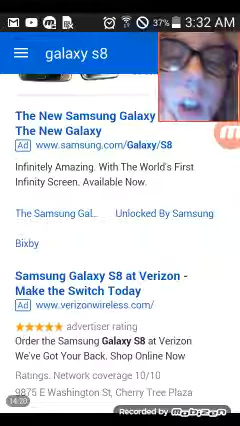 37% 3:32 AM
galaxy s8
The New Samsung Galaxy
The New Galaxy
Ad www.samsung.com/Galaxy/S8
Infinitely Amazing. With The World's First
Infinity Screen. Available Now.
The Samsung Gal... Unlocked By Samsung
Bixby
Samsung Galaxy S8 at Verizon -
Make the Switch Today
Ad www.verizonwireless.com/
advertiser rating
Order the Samsung Galaxy S8 at Verizon
We've Got Your Back. Shop Online Now
Ratings: Network coverage 10/10
9875 E Washington St, Cherry Tree Plaza
14:20
Recorded by Mobizen